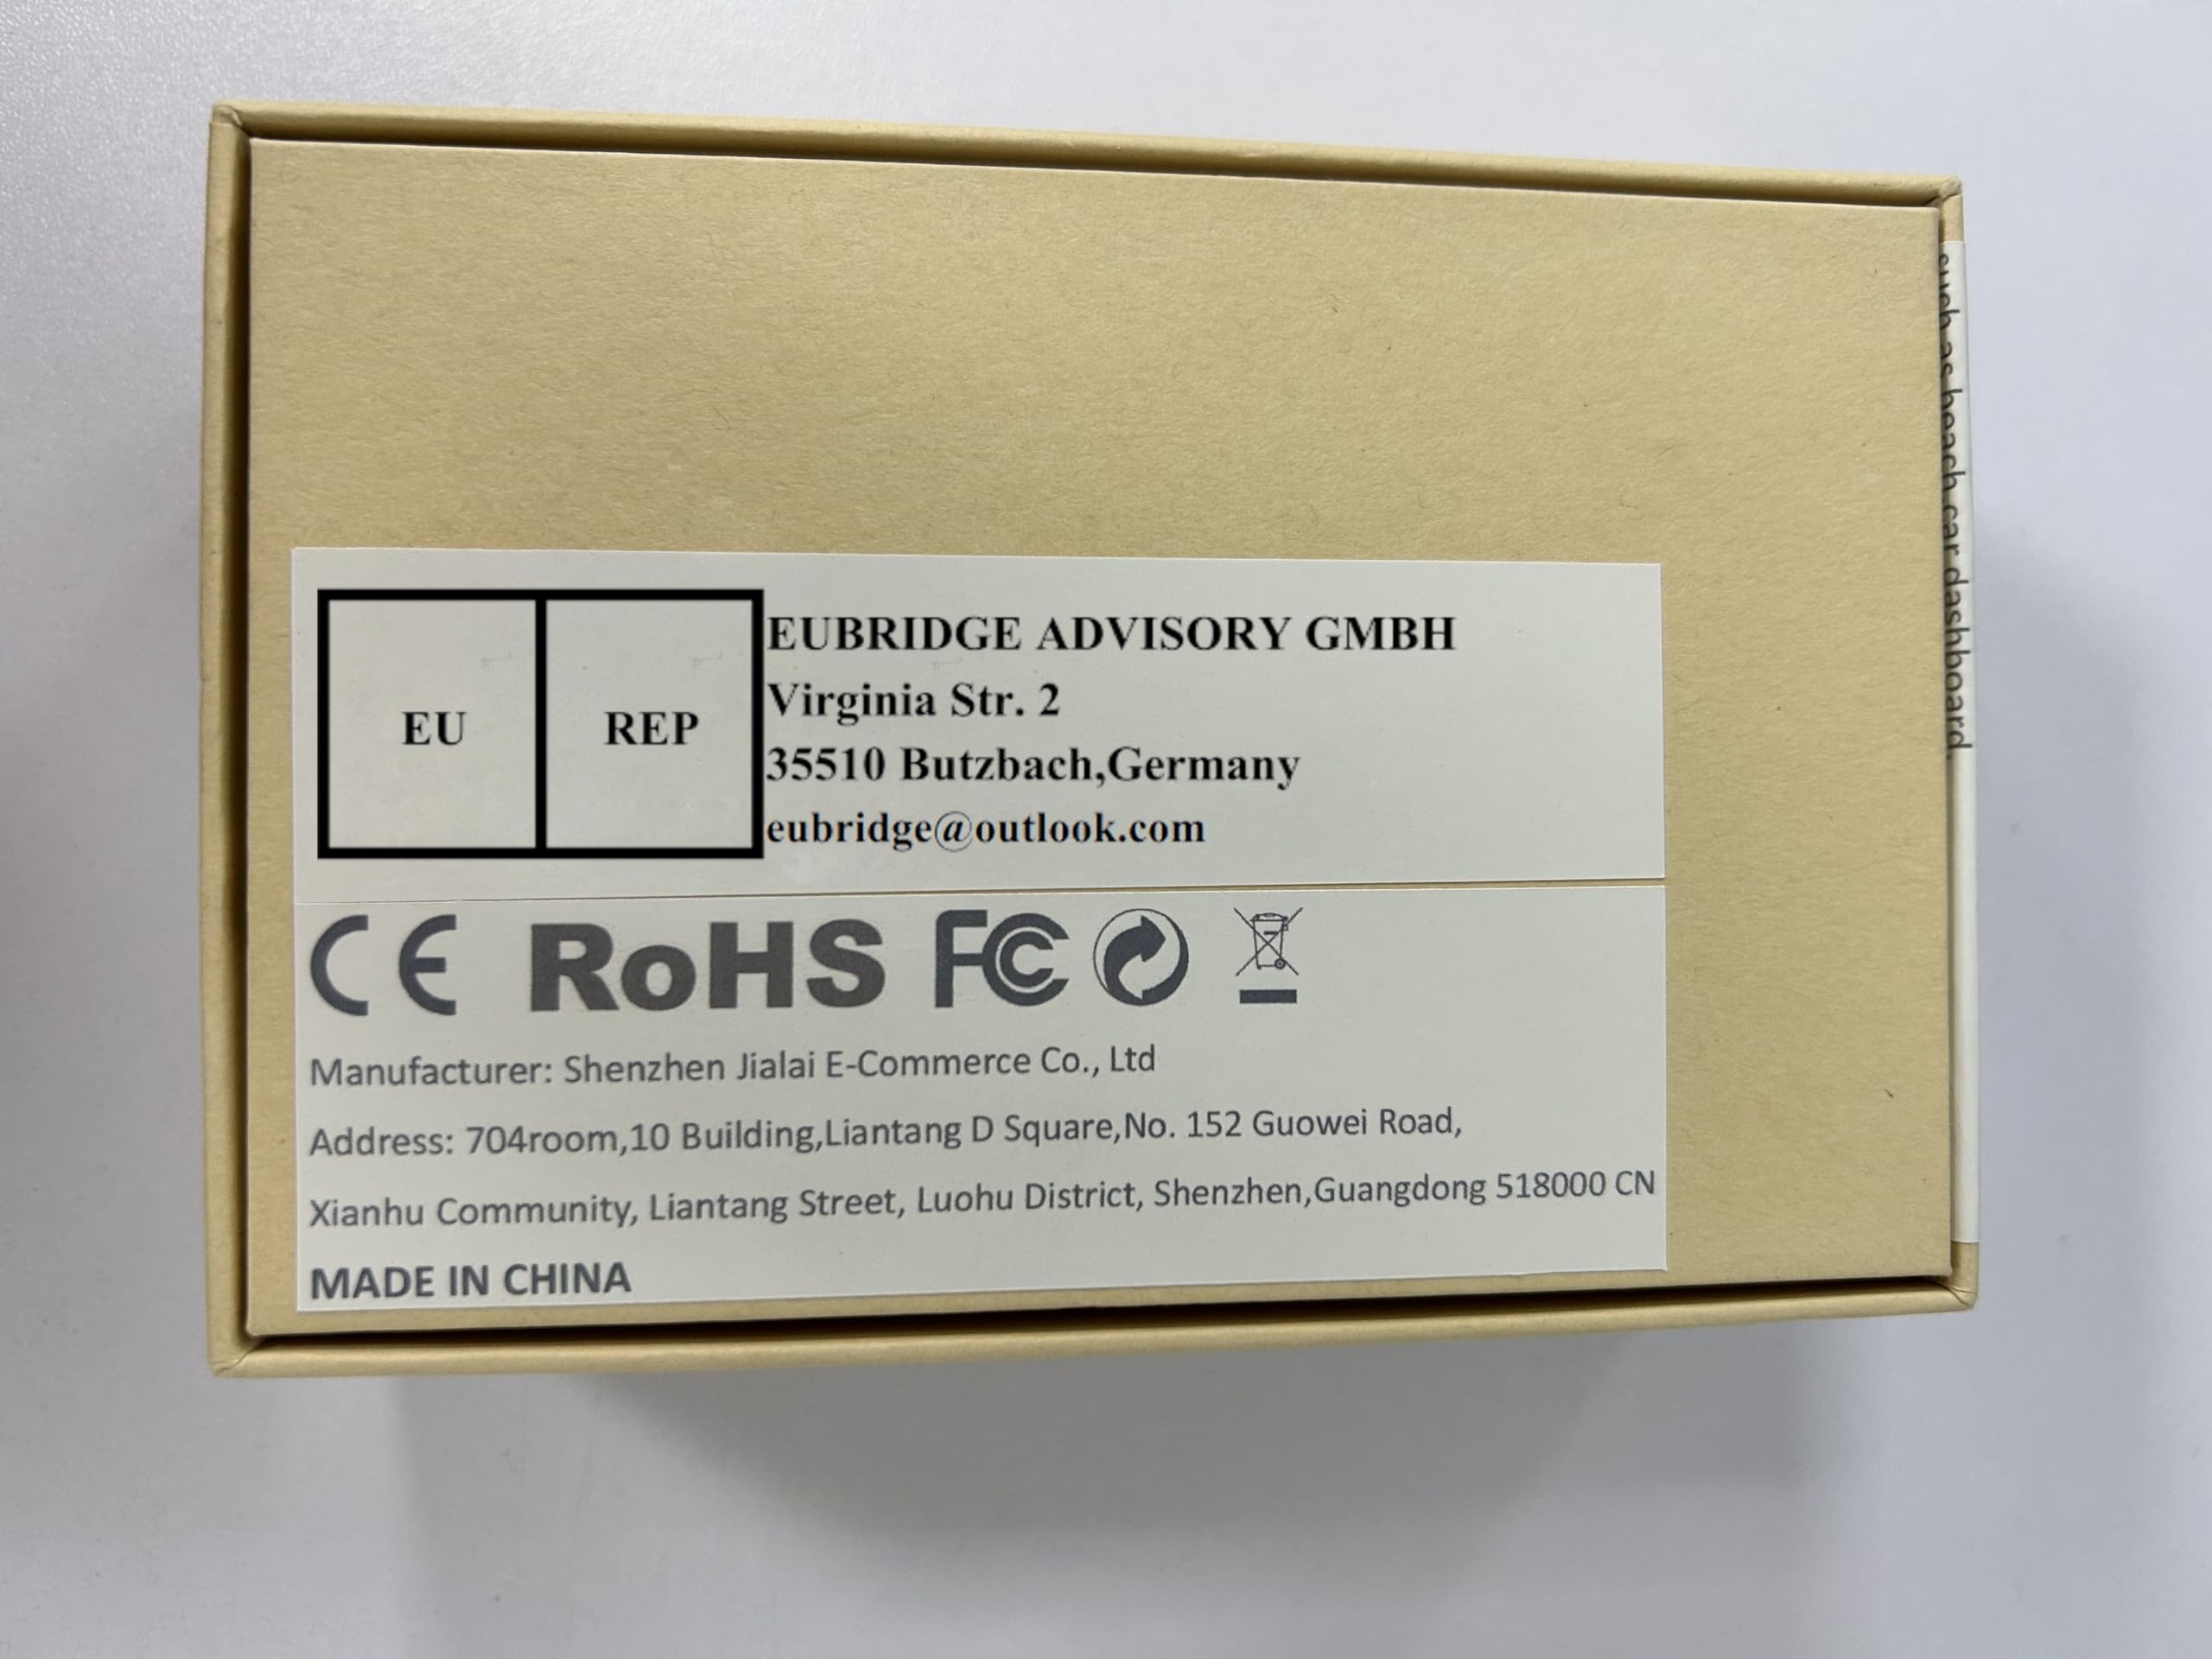 EU REP
EUBRIDGE ADVISORY GMBH
Virginia Str. 2
35510 Butzbach,Germany
eubridge@outlook.com
CE RoHS FC
Manufacturer: Shenzhen Jialai E-Commerce Co., Ltd
Address: 704room,10 Building,Liantang D Square,No. 152 Guowei Road,
Xianhu Community, Liantang Street, Luohu District, Shenzhen,Guangdong 518000 CN
MADE IN CHINA
such as beach,car dashboard.